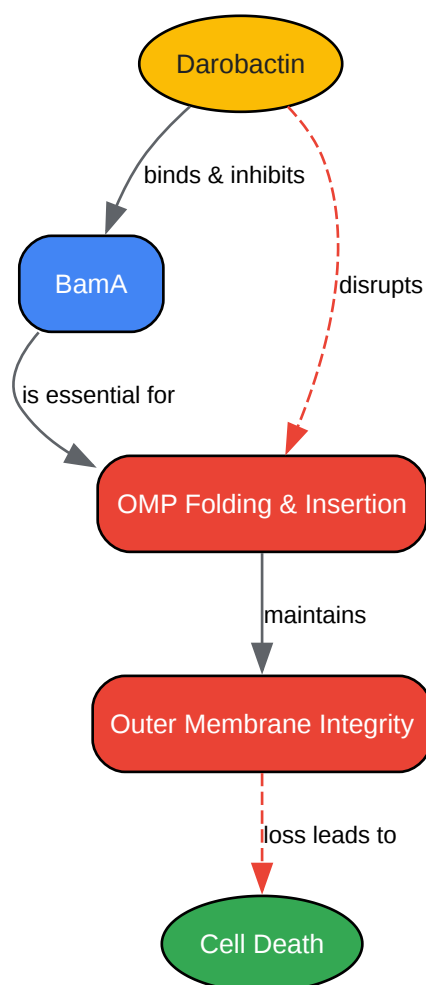 Darobactin
binds & inhibits
BamA
disrupts
is essential for
OMP Folding & Insertion
maintains
Outer Membrane Integrity
loss leads to
Cell Death